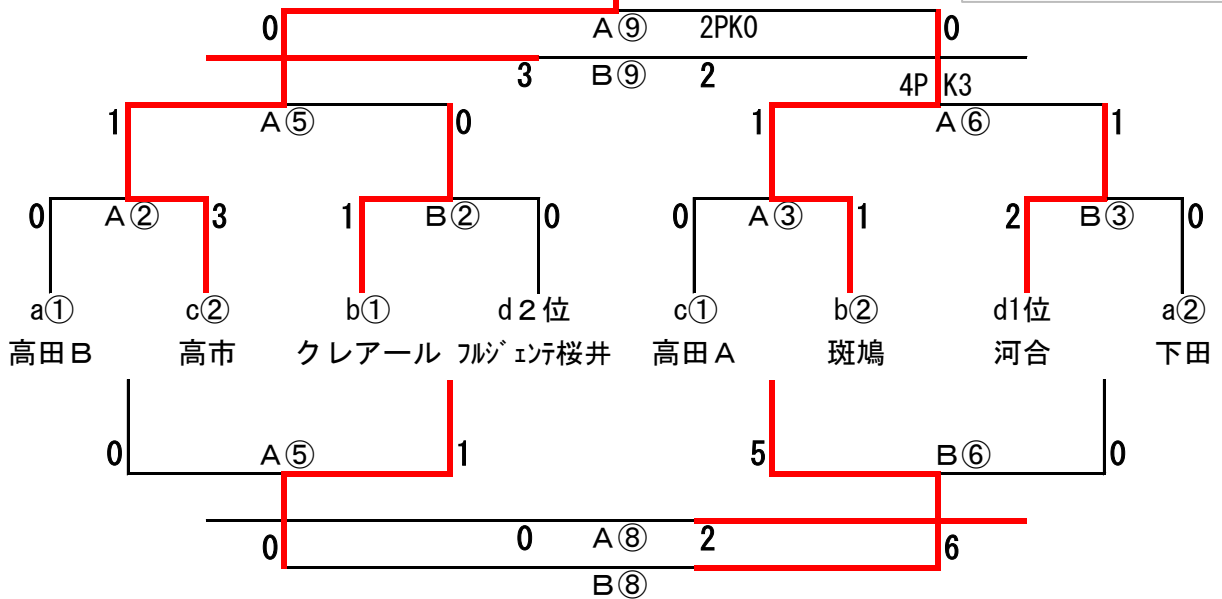 0 A⑨ 2PK0 0
3 B⑨ 2
4P K3
1 A⑤ 0 1 A⑥ 1
0 A② 3 1 B② 0 0 A③ 1 2 B③ 0
a① c② b① d２位 c① b② d1位 a②
高田Ｂ 高市 クレアール ﾌﾙｼﾞｪﾝﾃ桜井 高田Ａ 斑鳩 河合 下田
0 A⑤ 1 5 B⑥ 0
0 0 A⑧ 2 6
B⑧